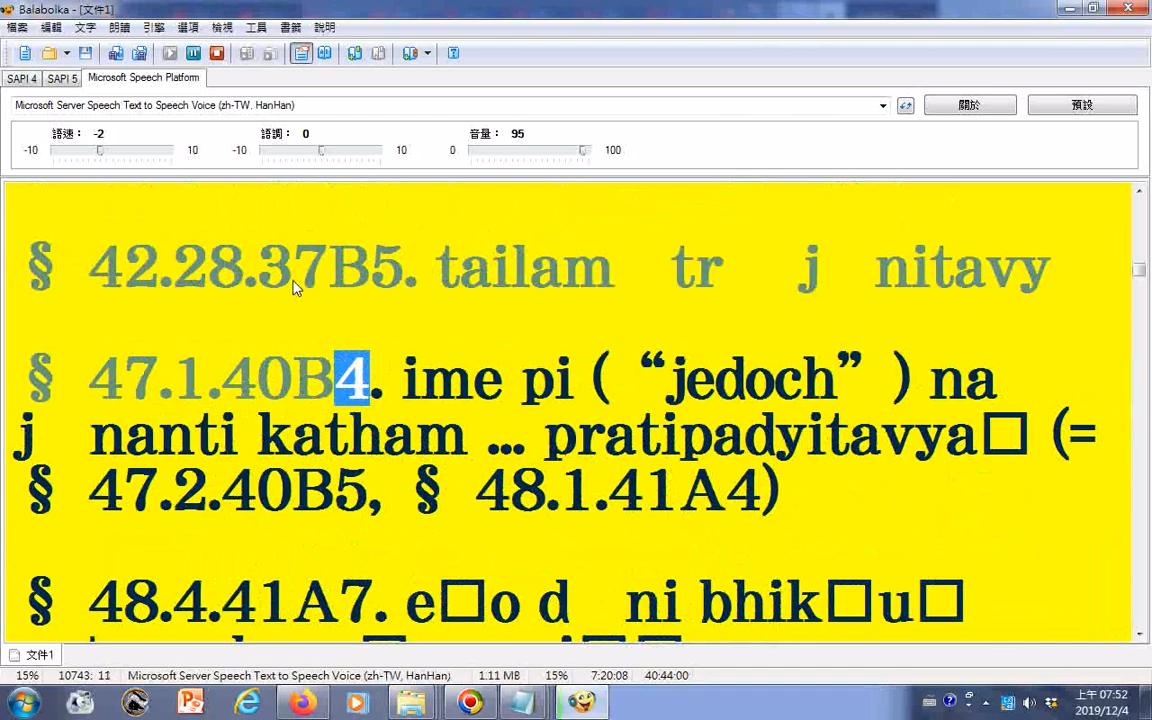 Balabolka - [文件1]
檔案 編輯 文字 朗讀 引擎 選項 檢視 工具 書籤 說明
SAPI 4 SAPI 5 Microsoft Speech Platform
Microsoft Server Speech Text to Speech Voice (zh-TW, HanHan) 關於 預設
語速： -2 語調： 0 音量： 95
-10 10 -10 10 0 100
§ 42.28.37B5. tailam tr j nitavy
§ 47.1.40B4. ime pi (“jedoch”) na
j nanti katham ... pratipadyitavya□ (=
§ 47.2.40B5, § 48.1.41A4)
§ 48.4.41A7. e□o d ni bhik□u□
文件1
15% 10743: 11 Microsoft Server Speech Text to Speech Voice (zh-TW, HanHan) 1.11 MB 15% 7:20:08 40:44:00
上午 07:52
2019/12/4